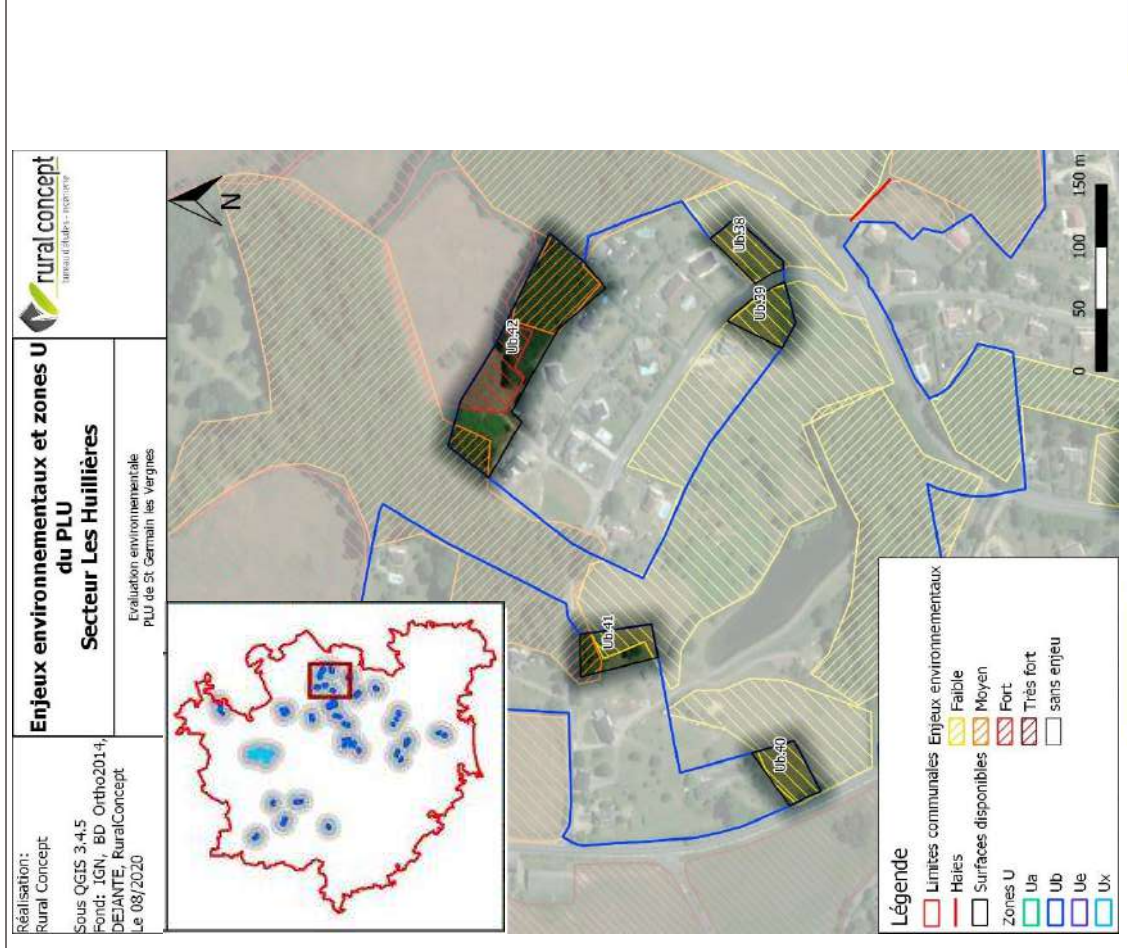 Réalisation:
Rural Concept
Sous QGIS 3.4.5
Fond: IGN, BD Ortho2014,
DEJANTE, RuralConcept
Le 08/2020
Enjeux environnementaux et zones U
du PLU
Secteur Les Huillières
Evaluation environnementale
PLU de St Germain les Vergnes
rural concept
bureau d'études - ingénierie
N
Ub.42
Ub.38
Ub.39
Ub.41
Ub.40
0 50 100 150 m
Légende
Limites communales
Haies
Surfaces disponibles
Zones U
Ua
Ub
Ue
Ux
Enjeux environnementaux
Faible
Moyen
Fort
Très fort
sans enjeu